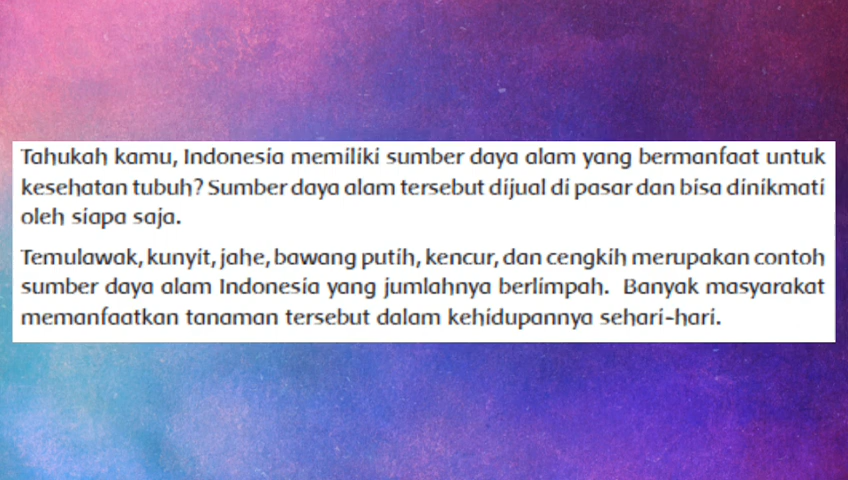 Tahukah kamu, Indonesia memiliki sumber daya alam yang bermanfaat untuk
kesehatan tubuh? Sumber daya alam tersebut dijual di pasar dan bisa dinikmati
oleh siapa saja.
Temulawak, kunyit, jahe, bawang putih, kencur, dan cengkih merupakan contoh
sumber daya alam Indonesia yang jumlahnya berlimpah. Banyak masyarakat
memanfaatkan tanaman tersebut dalam kehidupannya sehari-hari.